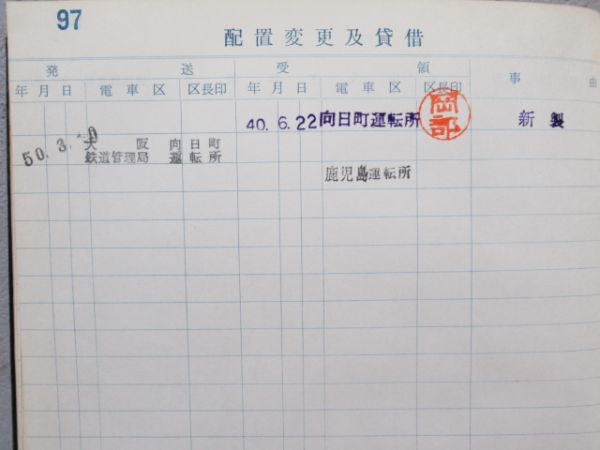 97
配置変更及貸借
発 送 受 領 事 由
年 月 日 電 車 区 区長印 年 月 日 電 車 区 区長印
40. 6. 22 向日町運転所 岡部 新製
50. 3. 大 阪 向日町
鉄道管理局 運転所
鹿児島運転所